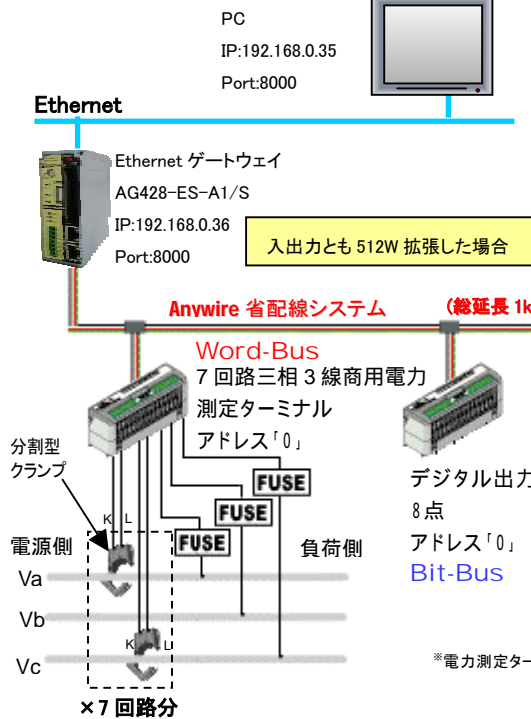 PC
IP:192.168.0.35
Port:8000
Ethernet
Ethernet ゲートウェイ
AG428-ES-A1/S
IP:192.168.0.36
Port:8000
入出力とも 512W 拡張した場合
Anywire 省配線システム
(総延長 1k
Word-Bus
7 回路三相 3 線商用電力
測定ターミナル
アドレス「0」
分割型
クランプ
FUSE
FUSE
FUSE
K L
電源側
負荷側
Va
Vb
Vc
K L
×7 回路分
デジタル出力
8点
アドレス「0」
Bit-Bus
※電力測定ター